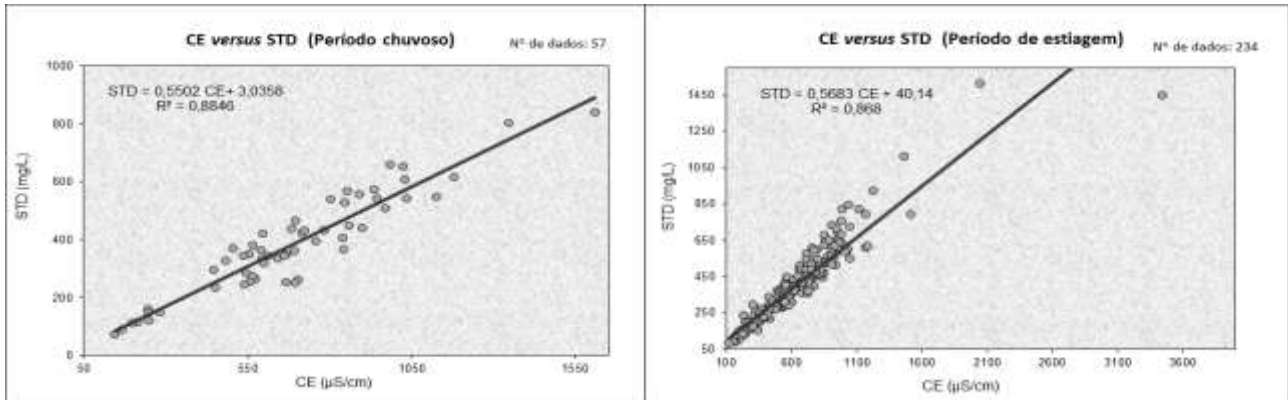 CE versus STD (Período chuvoso)
Nº de dados: 57
STD = 0,5502 CE+ 3,0358
R² = 0,8846
1000
800
600
400
200
0
STD (mg/L)
50 550 1050 1550
CE (µS/cm)
CE versus STD (Período de estiagem)
Nº de dados: 234
STD = 0,5683 CE + 40,14
R² = 0,868
1450
1250
1050
850
650
450
250
50
STD (mg/L)
100 600 1100 1600 2100 2600 3100 3600
CE (µS/cm)